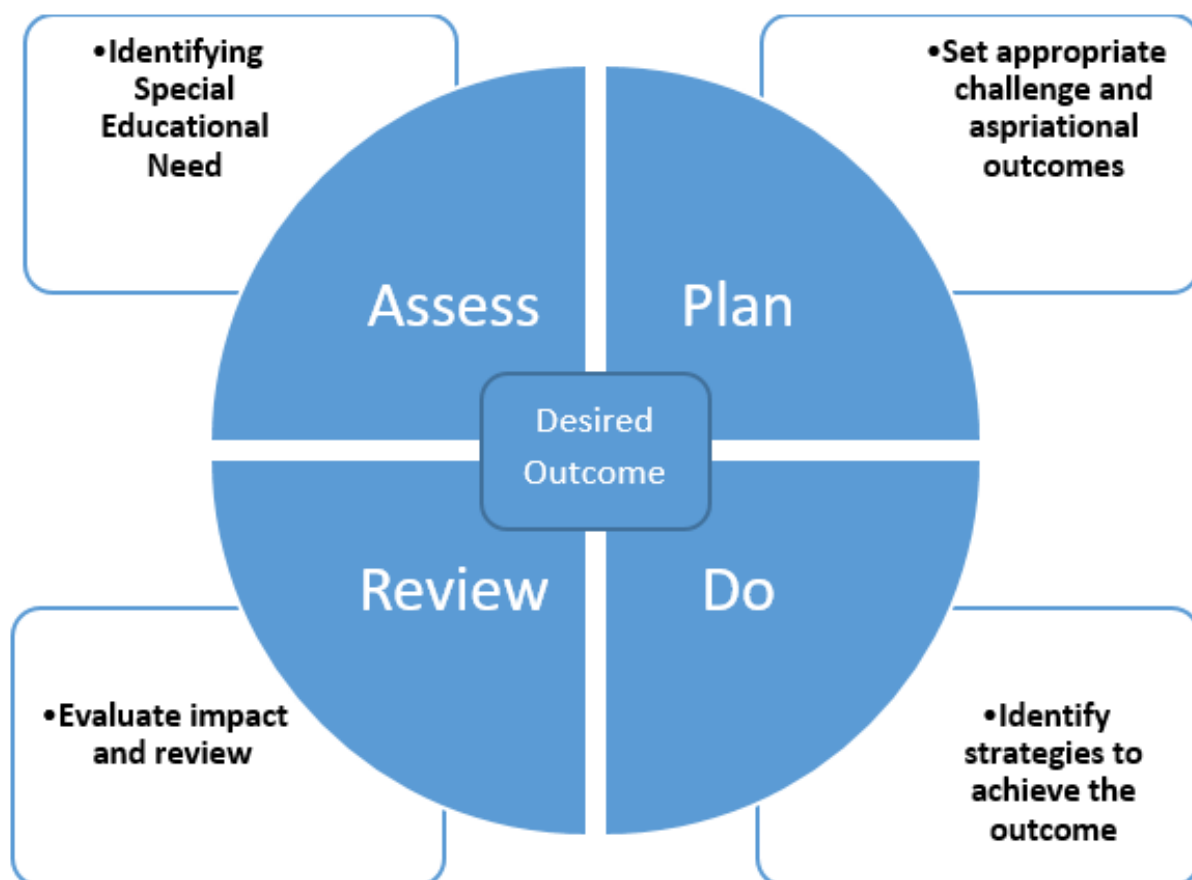 •Identifying
Special
Educational
Need
•Set appropriate
challenge and
aspriational
outcomes
Assess
Plan
Desired
Outcome
Review
Do
•Evaluate impact
and review
•Identify
strategies to
achieve the
outcome